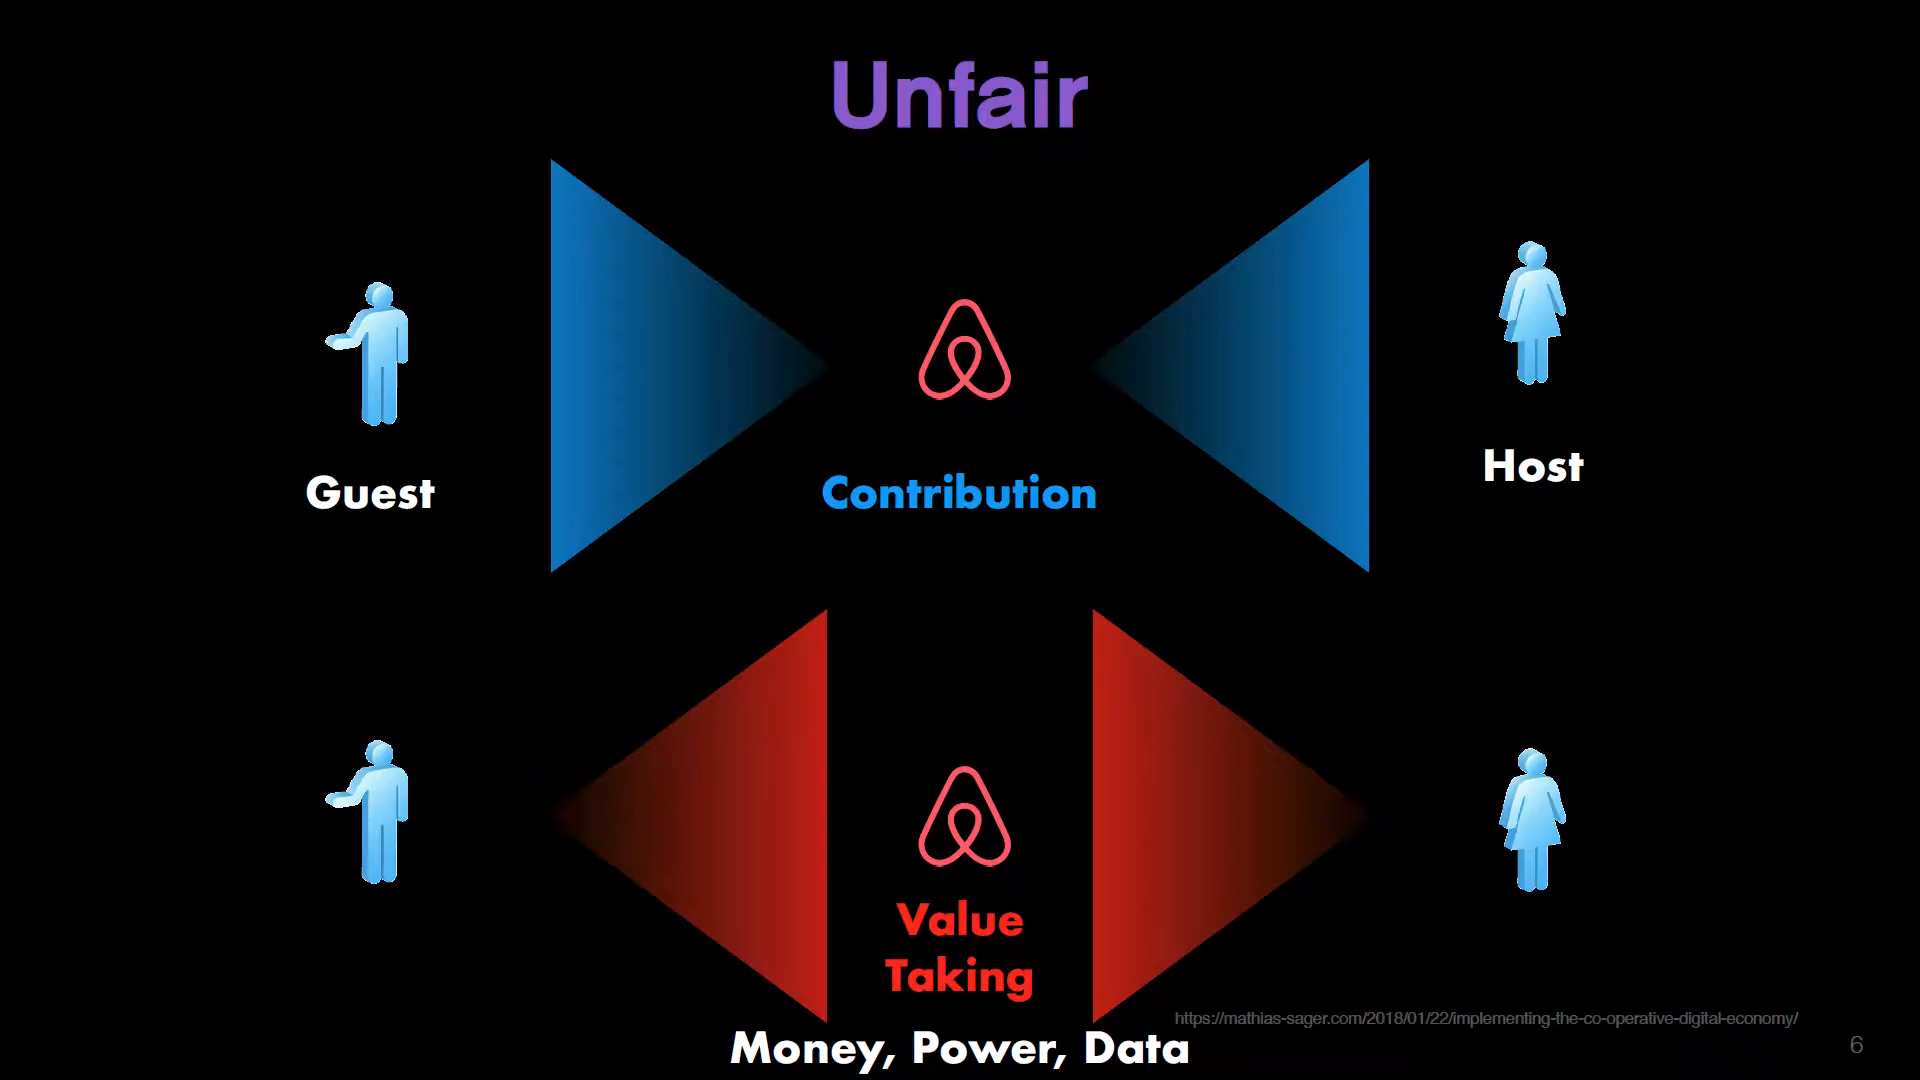 Unfair
Guest
Contribution
Host
Value
Taking
https://mathias-sager.com/2018/01/22/implementing-the-co-operative-digital-economy/
Money, Power, Data
6